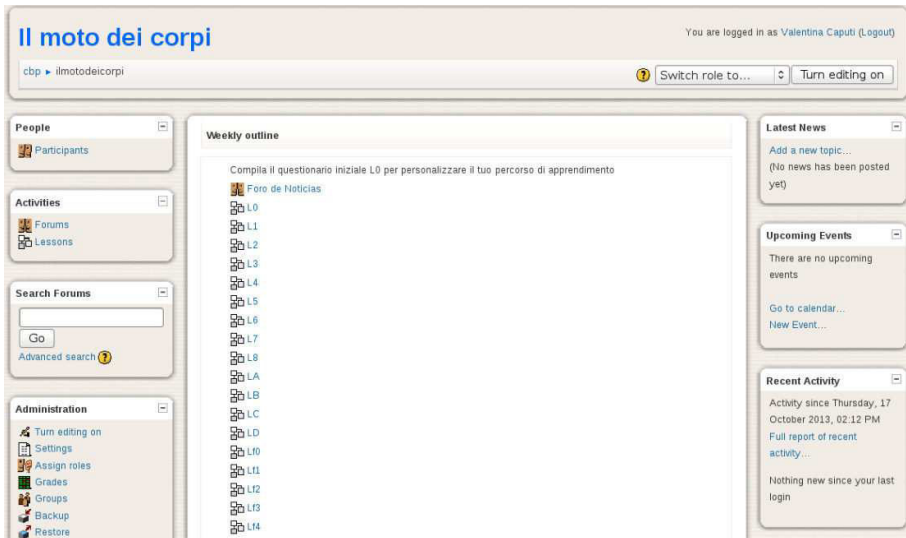 Il moto dei corpi
You are logged in as Valentina Caputi (Logout)
cbp ► ilmotodeicorpi
Switch role to...
Turn editing on
People
Participants
Activities
Forums
Lessons
Search Forums
Go
Advanced search
Administration
Turn editing on
Settings
Assign roles
Grades
Groups
Backup
Restore
Weekly outline
Compila il questionario iniziale L0 per personalizzare il tuo percorso di apprendimento
Foro de Noticias
L0
L1
L2
L3
L4
L5
L6
L7
L8
LA
LB
LC
LD
Lf0
Lf1
Lf2
Lf3
Lf4
Latest News
Add a new topic...
(No news has been posted
yet)
Upcoming Events
There are no upcoming
events
Go to calendar...
New Event...
Recent Activity
Activity since Thursday, 17
October 2013, 02:12 PM
Full report of recent
activity...
Nothing new since your last
login